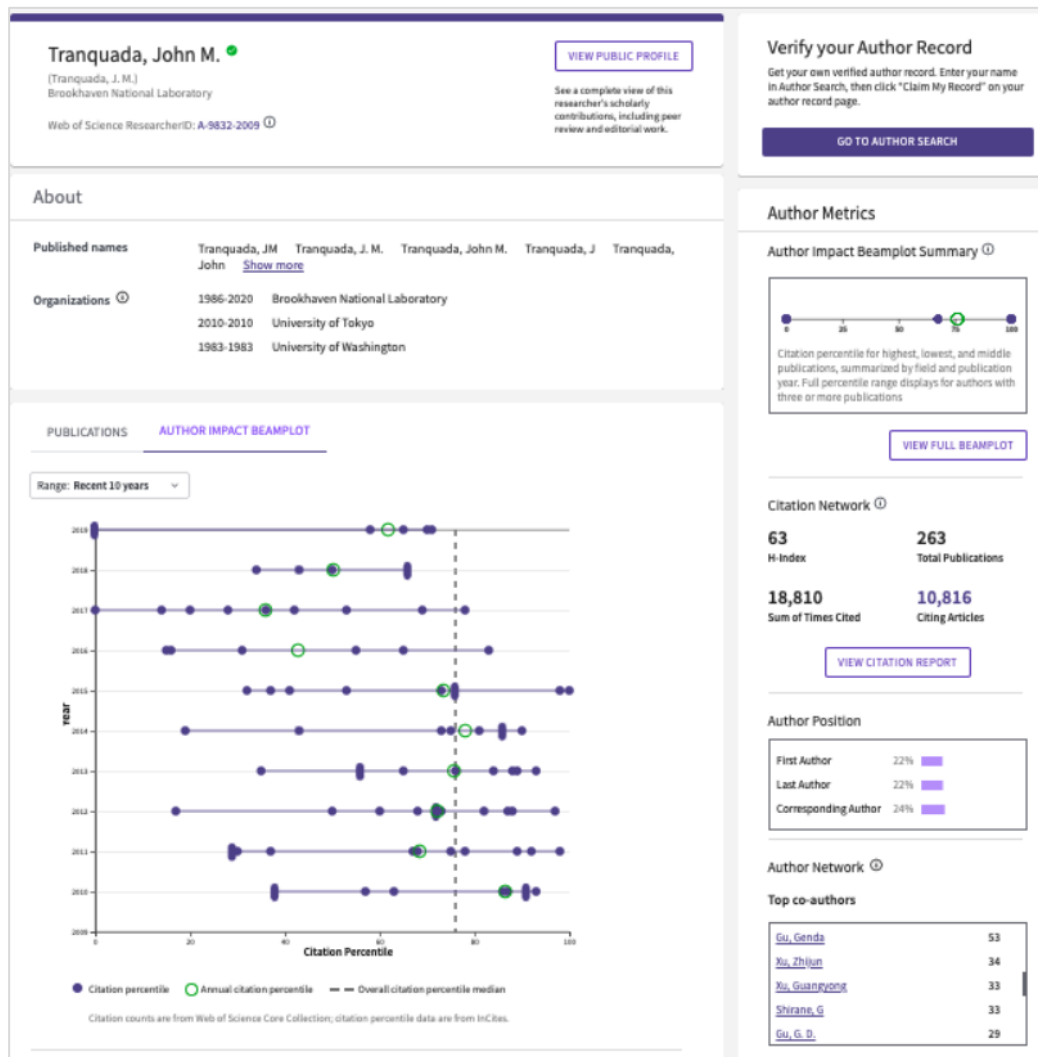 Tranquada, John M.
(Tranquada, J. M.)
Brookhaven National Laboratory
Web of Science ResearcherID: A-9832-2009
VIEW PUBLIC PROFILE
See a complete view of this
researcher's scholarly
contributions, including peer
review and editorial work.
About
Published names
Tranquada, JM Tranquada, J. M. Tranquada, John M. Tranquada, J Tranquada,
John Show more
Organizations
1986-2020 Brookhaven National Laboratory
2010-2010 University of Tokyo
1983-1983 University of Washington
PUBLICATIONS AUTHOR IMPACT BEAMPLOT
Range: Recent 10 years
2019
2018
2017
2016
2015
2014
2013
2012
2011
2010
2009
Year
0 20 40 60 80 100
Citation Percentile
Citation percentile Annual citation percentile Overall citation percentile median
Citation counts are from Web of Science Core Collection; citation percentile data are from InCites.
Verify your Author Record
Get your own verified author record. Enter your name
in Author Search, then click "Claim My Record" on your
author record page.
GO TO AUTHOR SEARCH
Author Metrics
Author Impact Beamplot Summary
0 25 50 75 100
Citation percentile for highest, lowest, and middle
publications, summarized by field and publication
year. Full percentile range displays for authors with
three or more publications
VIEW FULL BEAMPLOT
Citation Network
63 263
H-Index Total Publications
18,810 10,816
Sum of Times Cited Citing Articles
VIEW CITATION REPORT
Author Position
First Author 22%
Last Author 22%
Corresponding Author 24%
Author Network
Top co-authors
Gu, Genda 53
Xu, Zhijun 34
Xu, Guangyong 33
Shirane, G 33
Gu, G. D. 29